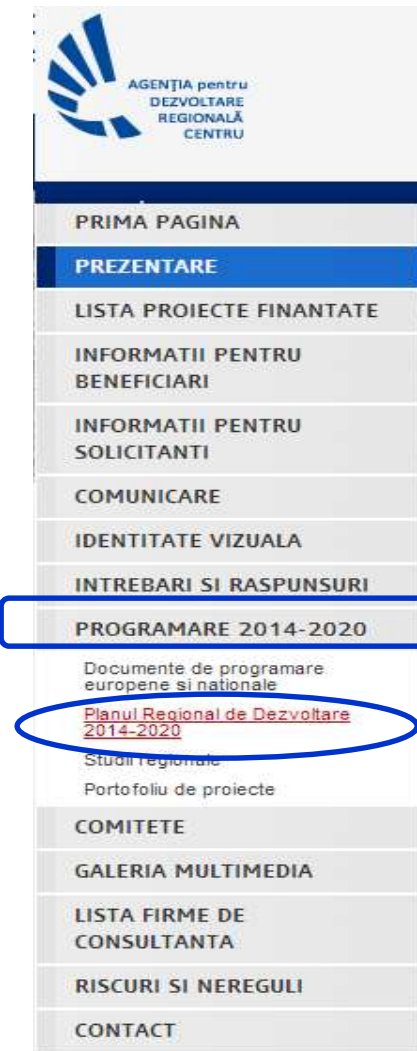 AGENŢIA pentru
DEZVOLTARE
REGIONALĂ
CENTRU
PRIMA PAGINA
PREZENTARE
LISTA PROIECTE FINANTATE
INFORMATII PENTRU
BENEFICIARI
INFORMATII PENTRU
SOLICITANTI
COMUNICARE
IDENTITATE VIZUALA
INTREBARI SI RASPUNSURI
PROGRAMARE 2014-2020
Documente de programare
europene si nationale
Planul Regional de Dezvoltare
2014-2020
Studii regionale
Portofoliu de proiecte
COMITETE
GALERIA MULTIMEDIA
LISTA FIRME DE
CONSULTANTA
RISCURI SI NEREGULI
CONTACT